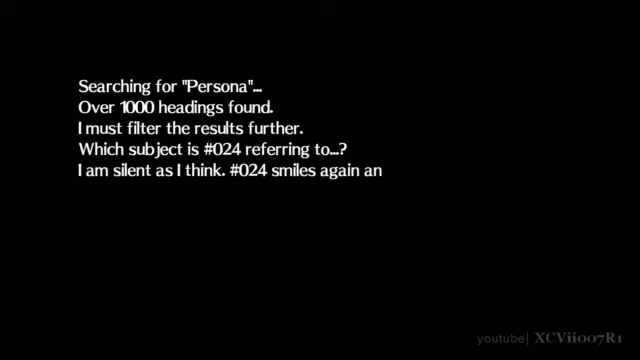 Searching for "Persona"...
Over 1000 headings found.
I must filter the results further.
Which subject is #024 referring to...?
I am silent as I think. #024 smiles again an
youtube| XCVii007R1